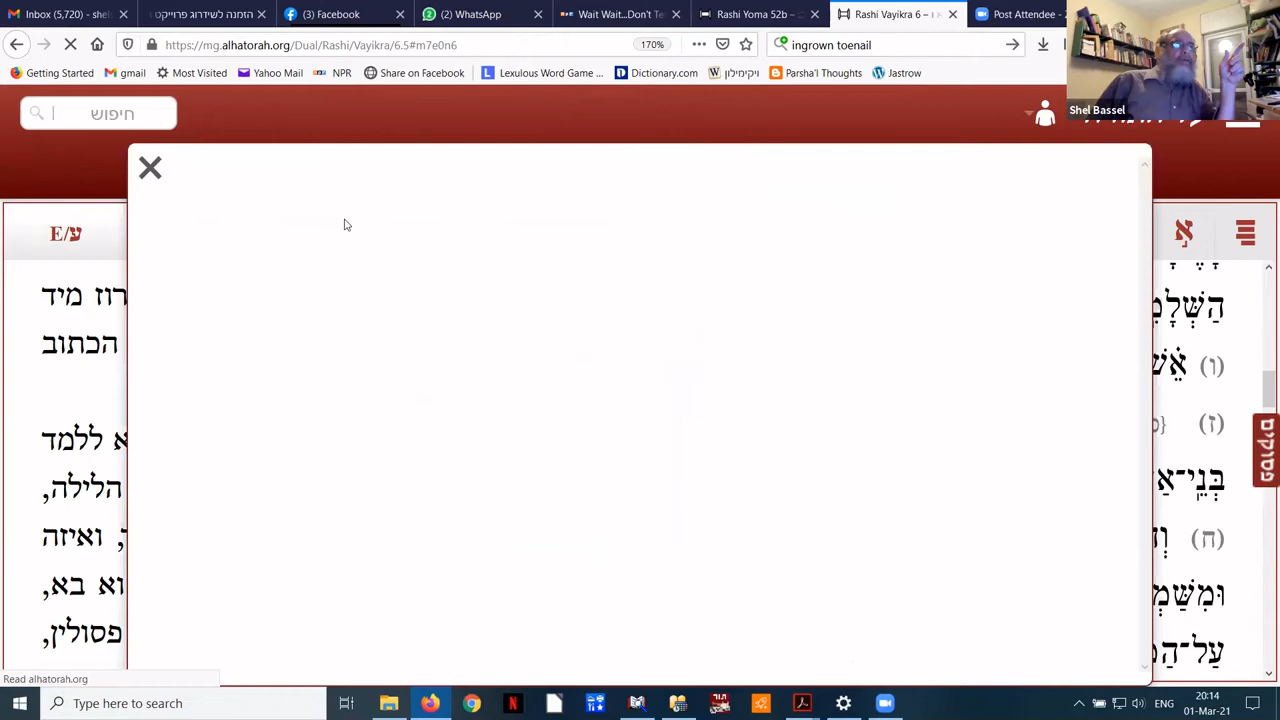 Inbox (5,720) - shels
הזמנה לשידרוג פרוייקט
(3) Facebook
(2) WhatsApp
Wait Wait...Don't Te
Rashi Yoma 52b –
Rashi Vayikra 6 –
Post Attendee - Z
https://mg.alhatorah.org/Dual/Rashi/Vayikra/6.5#m7e0n6
170%
ingrown toenail
Getting Started
gmail
Most Visited
Yahoo Mail
NPR
Share on Facebook
Lexulous Word Game ...
Dictionary.com
ויקימילון
Parsha'l Thoughts
Jastrow
Shel Bassel
חיפוש
ע/E
אָ
רוז מיד
הַשְּׁלָמִ
הכתוב
(ו) אֵשׁ
(ז)
א ללמד
פסוקים
בְּנֵי־אַ
הלילה,
(ח)
, ואיזה
וא בא,
וּמִשַּׁמְ
פסולין,
עַל־הַמִּ
Read alhatorah.org
Type here to search
ENG
20:14
01-Mar-21